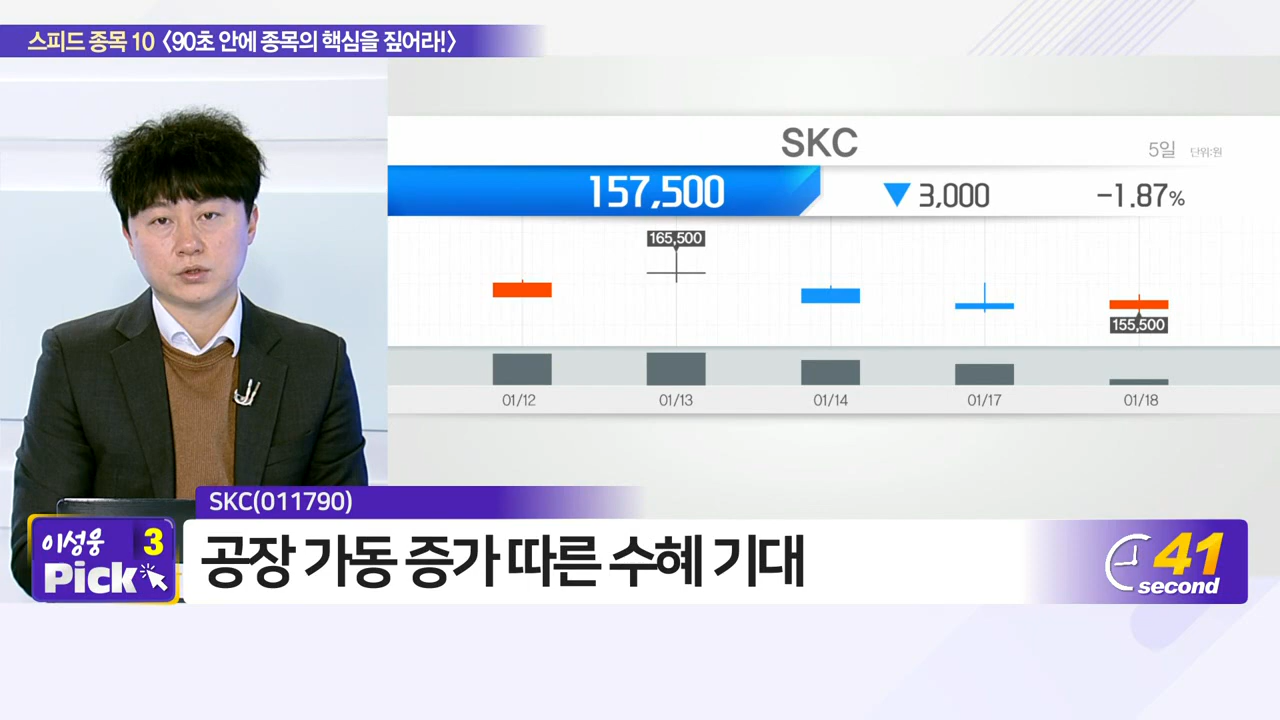 스피드 종목 10 〈90초 안에 종목의 핵심을 짚어라!〉
SKC
5일 단위:원
157,500 ▼ 3,000 -1.87%
165,500
155,500
01/12 01/13 01/14 01/17 01/18
SKC(011790)
이성웅 3
Pick
공장 가동 증가 따른 수혜 기대
41
second